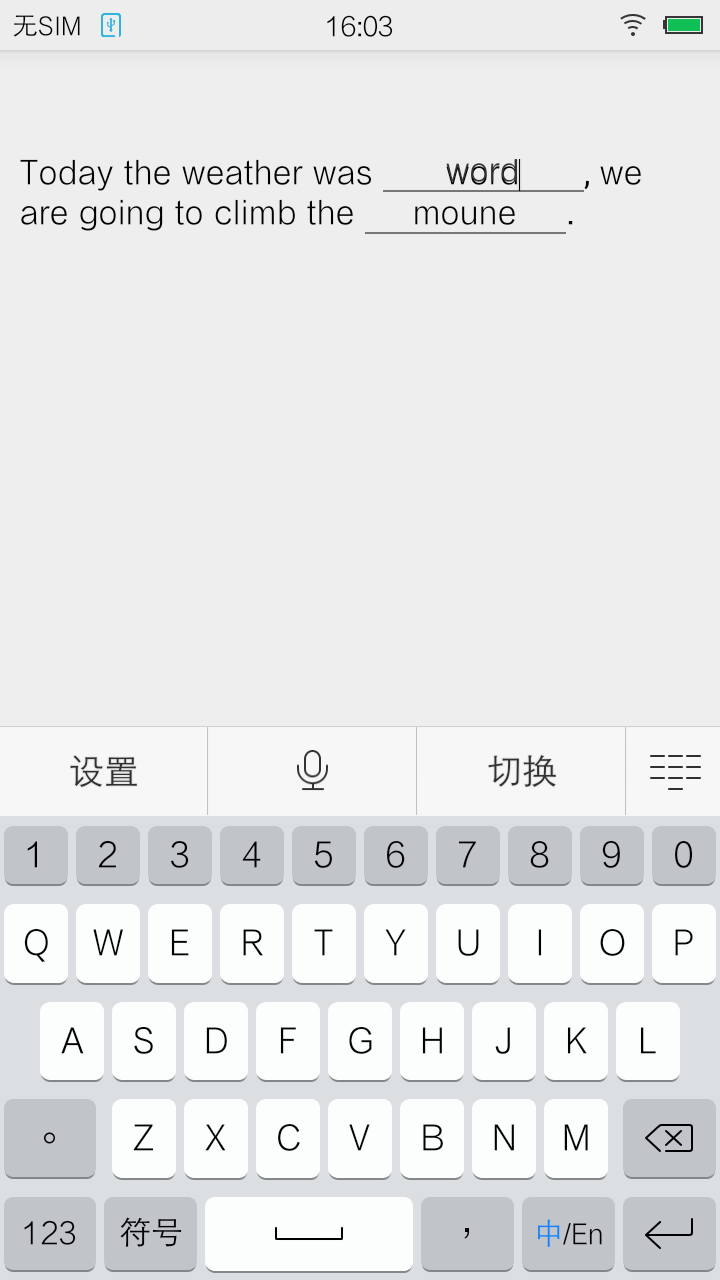 无SIM 16:03
Today the weather was word, we
are going to climb the moune.
设置 切换
1 2 3 4 5 6 7 8 9 0
Q W E R T Y U I O P
A S D F G H J K L
。 Z X C V B N M
123 符号 , 中/En